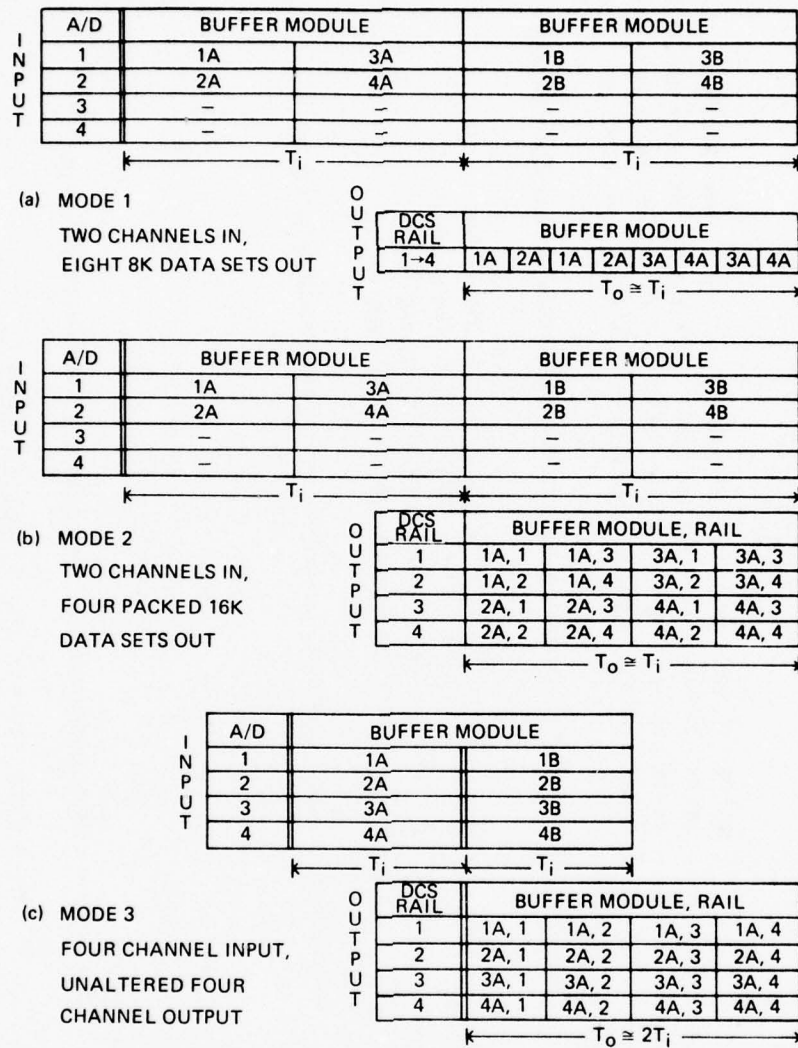 INPUT
A/D BUFFER MODULE BUFFER MODULE
1 1A 3A 1B 3B
2 2A 4A 2B 4B
3 – – – –
4 – – – –
Ti Ti
(a) MODE 1
TWO CHANNELS IN,
EIGHT 8K DATA SETS OUT
OUTPUT
DCS RAIL BUFFER MODULE
1→4 1A 2A 1A 2A 3A 4A 3A 4A
To ≅ Ti
INPUT
A/D BUFFER MODULE BUFFER MODULE
1 1A 3A 1B 3B
2 2A 4A 2B 4B
3 – – – –
4 – – – –
Ti Ti
(b) MODE 2
TWO CHANNELS IN,
FOUR PACKED 16K
DATA SETS OUT
OUTPUT
DCS RAIL BUFFER MODULE, RAIL
1 1A, 1 1A, 3 3A, 1 3A, 3
2 1A, 2 1A, 4 3A, 2 3A, 4
3 2A, 1 2A, 3 4A, 1 4A, 3
4 2A, 2 2A, 4 4A, 2 4A, 4
To ≅ Ti
INPUT
A/D BUFFER MODULE
1 1A 1B
2 2A 2B
3 3A 3B
4 4A 4B
Ti Ti
(c) MODE 3
FOUR CHANNEL INPUT,
UNALTERED FOUR
CHANNEL OUTPUT
OUTPUT
DCS RAIL BUFFER MODULE, RAIL
1 1A, 1 1A, 2 1A, 3 1A, 4
2 2A, 1 2A, 2 2A, 3 2A, 4
3 3A, 1 3A, 2 3A, 3 3A, 4
4 4A, 1 4A, 2 4A, 3 4A, 4
To ≅ 2Ti